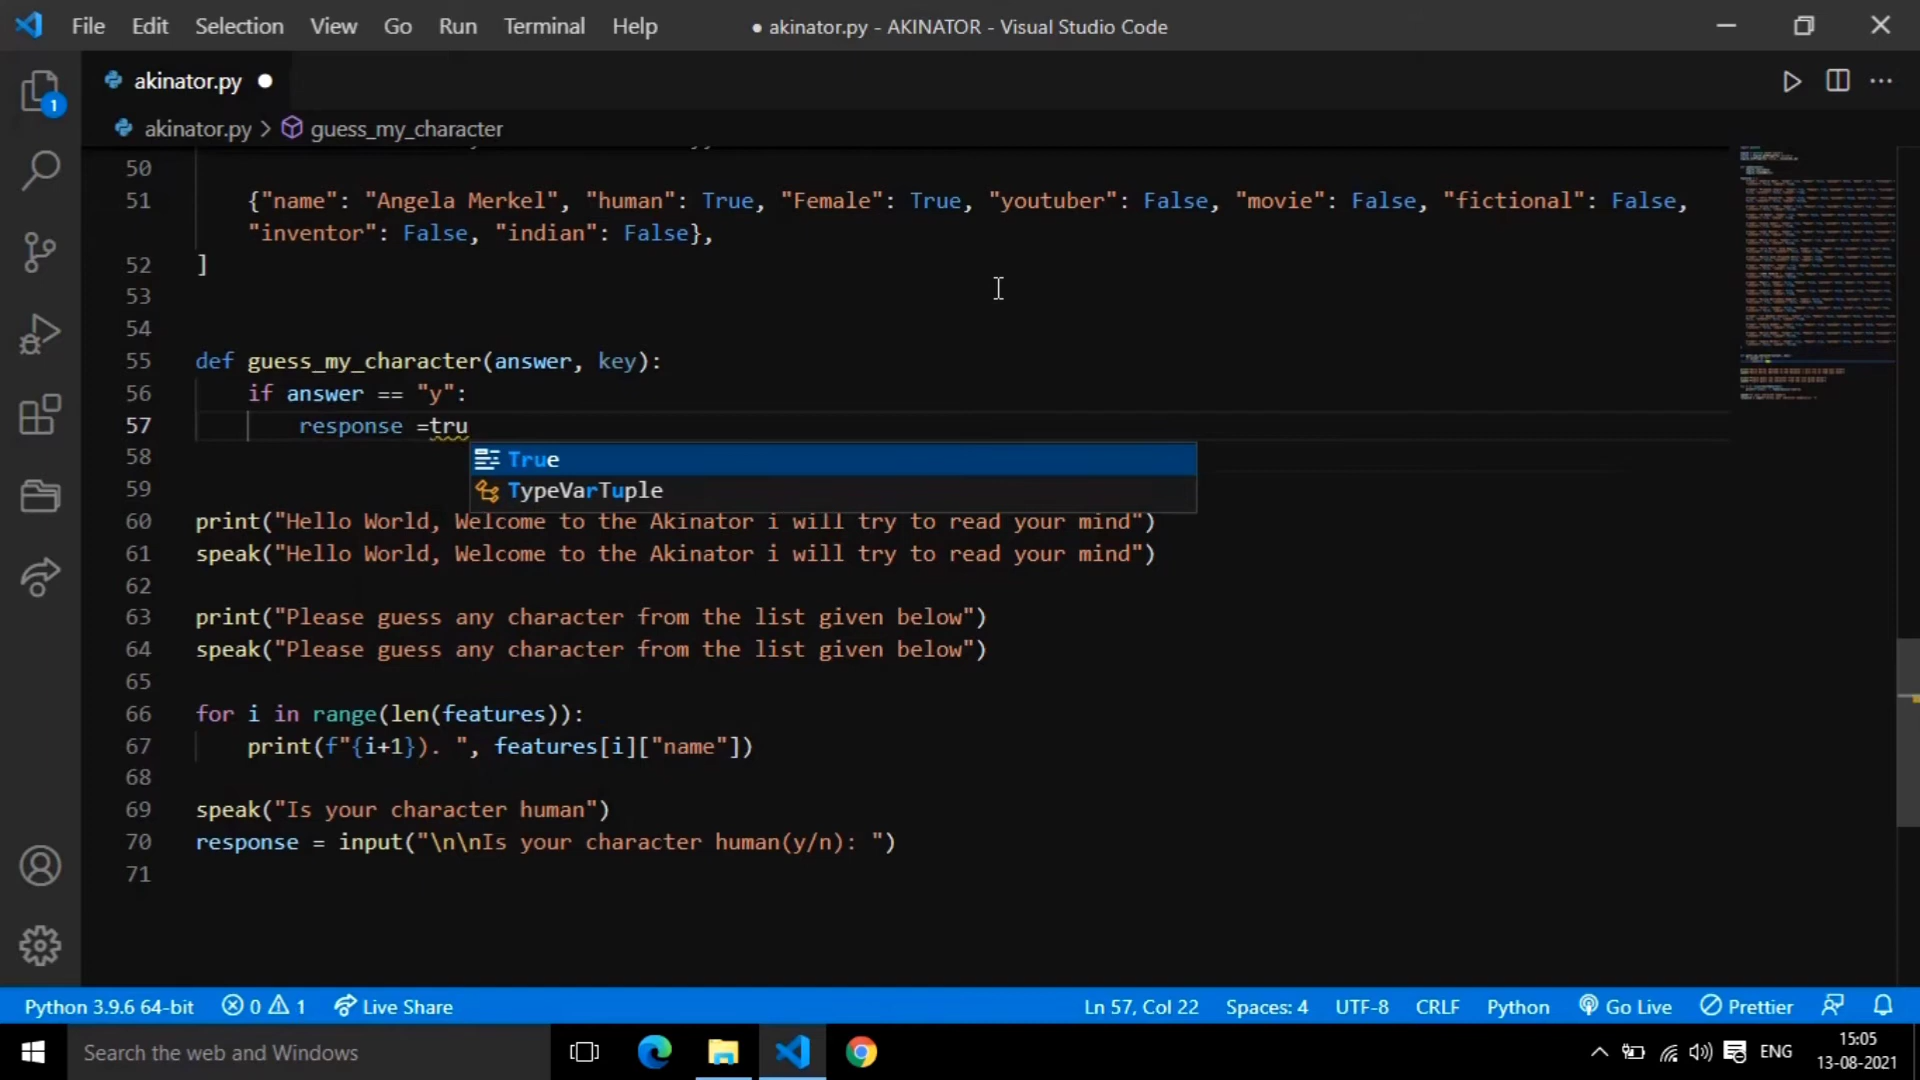 File Edit Selection View Go Run Terminal Help
● akinator.py - AKINATOR - Visual Studio Code
akinator.py ●
1
akinator.py > guess_my_character
50
51 {"name": "Angela Merkel", "human": True, "Female": True, "youtuber": False, "movie": False, "fictional": False,
"inventor": False, "indian": False},
52 ]
53
54
55 def guess_my_character(answer, key):
56 if answer == "y":
57 response =tru
True
58
TypeVarTuple
59
60 print("Hello World, Welcome to the Akinator i will try to read your mind")
61 speak("Hello World, Welcome to the Akinator i will try to read your mind")
62
63 print("Please guess any character from the list given below")
64 speak("Please guess any character from the list given below")
65
66 for i in range(len(features)):
67 print(f"{i+1}). ", features[i]["name"])
68
69 speak("Is your character human")
70 response = input("\n\nIs your character human(y/n): ")
71
Python 3.9.6 64-bit 0 1 Live Share Ln 57, Col 22 Spaces: 4 UTF-8 CRLF Python Go Live Prettier
Search the web and Windows
ENG
15:05
13-08-2021